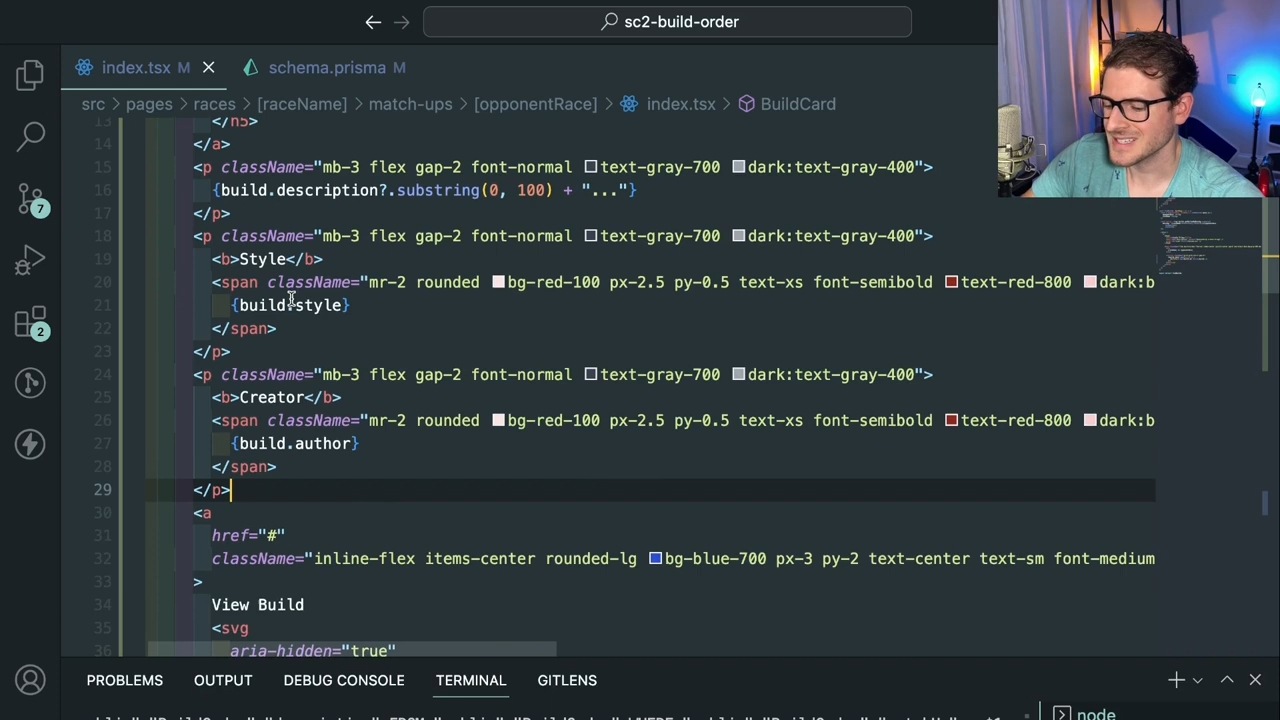 sc2-build-order
index.tsx M
schema.prisma M
src > pages > races > [raceName] > match-ups > [opponentRace] > index.tsx > BuildCard
13 </h5>
14 </a>
15 <p className="mb-3 flex gap-2 font-normal text-gray-700 dark:text-gray-400">
16 {build.description?.substring(0, 100) + "..."}
17 </p>
18 <p className="mb-3 flex gap-2 font-normal text-gray-700 dark:text-gray-400">
19 <b>Style</b>
20 <span className="mr-2 rounded bg-red-100 px-2.5 py-0.5 text-xs font-semibold text-red-800 dark:b
21 {build.style}
22 </span>
23 </p>
24 <p className="mb-3 flex gap-2 font-normal text-gray-700 dark:text-gray-400">
25 <b>Creator</b>
26 <span className="mr-2 rounded bg-red-100 px-2.5 py-0.5 text-xs font-semibold text-red-800 dark:b
27 {build.author}
28 </span>
29 </p>
30 <a
31 href="#"
32 className="inline-flex items-center rounded-lg bg-blue-700 px-3 py-2 text-center text-sm font-medium
33 >
34 View Build
35 <svg
36 aria-hidden="true"
7
2
PROBLEMS OUTPUT DEBUG CONSOLE TERMINAL GITLENS
node